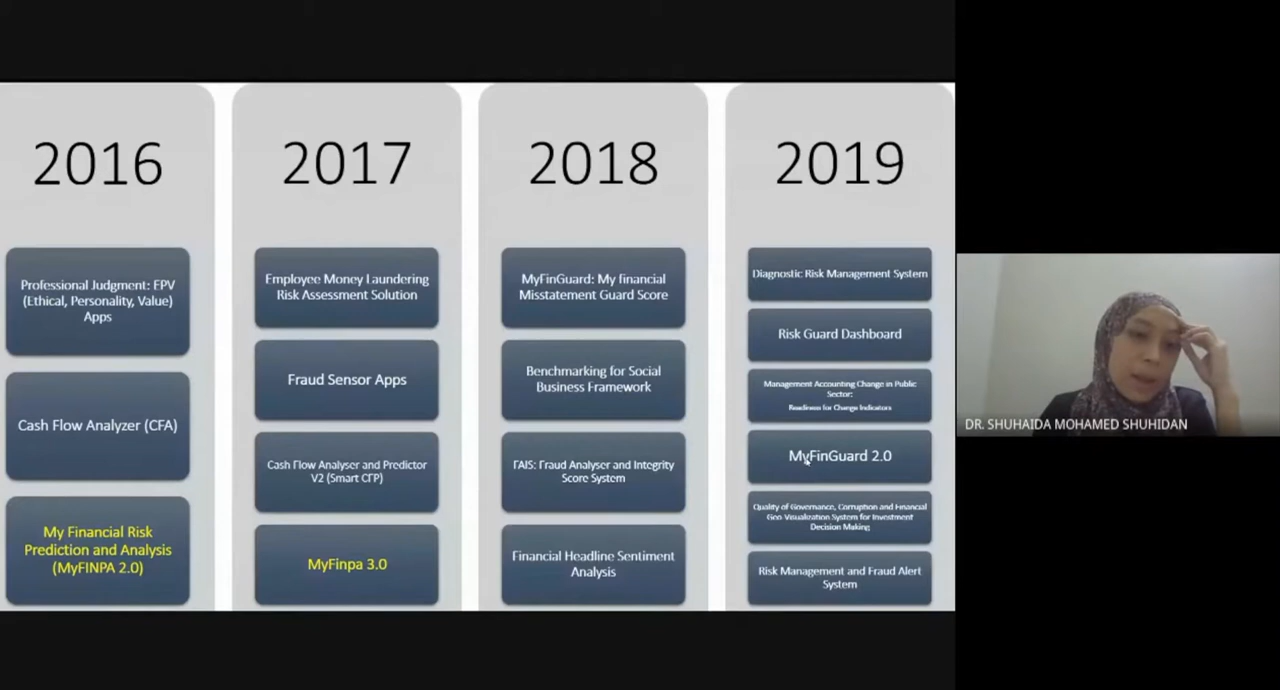 2016
Professional Judgment: EPV
(Ethical, Personality, Value)
Apps
Cash Flow Analyzer (CFA)
My Financial Risk
Prediction and Analysis
(MyFINPA 2.0)
2017
Employee Money Laundering
Risk Assessment Solution
Fraud Sensor Apps
Cash Flow Analyser and Predictor
V2 (Smart CFP)
MyFinpa 3.0
2018
MyFinGuard: My financial
Misstatement Guard Score
Benchmarking for Social
Business Framework
FAIS: Fraud Analyser and Integrity
Score System
Financial Headline Sentiment
Analysis
2019
Diagnostic Risk Management System
Risk Guard Dashboard
Management Accounting Change in Public
Sector:
Readiness for Change Indicators
MyFinGuard 2.0
Quality of Governance, Corruption and Financial
Geo Visualization System for Investment
Decision Making
Risk Management and Fraud Alert
System
DR. SHUHAIDA MOHAMED SHUHIDAN